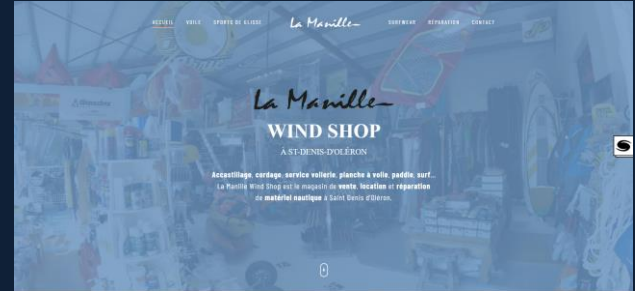 ACCUEIL VOILE SPORTS DE GLISSE La Manille SURFWEAR RÉPARATION CONTACT
La Manille
WIND SHOP
À ST-DENIS-D'OLÉRON
Accastillage, cordage, service voilerie, planche à voile, paddle, surf...
La Manille Wind Shop est le magasin de vente, location et réparation
de matériel nautique à Saint Denis d'Oléron.